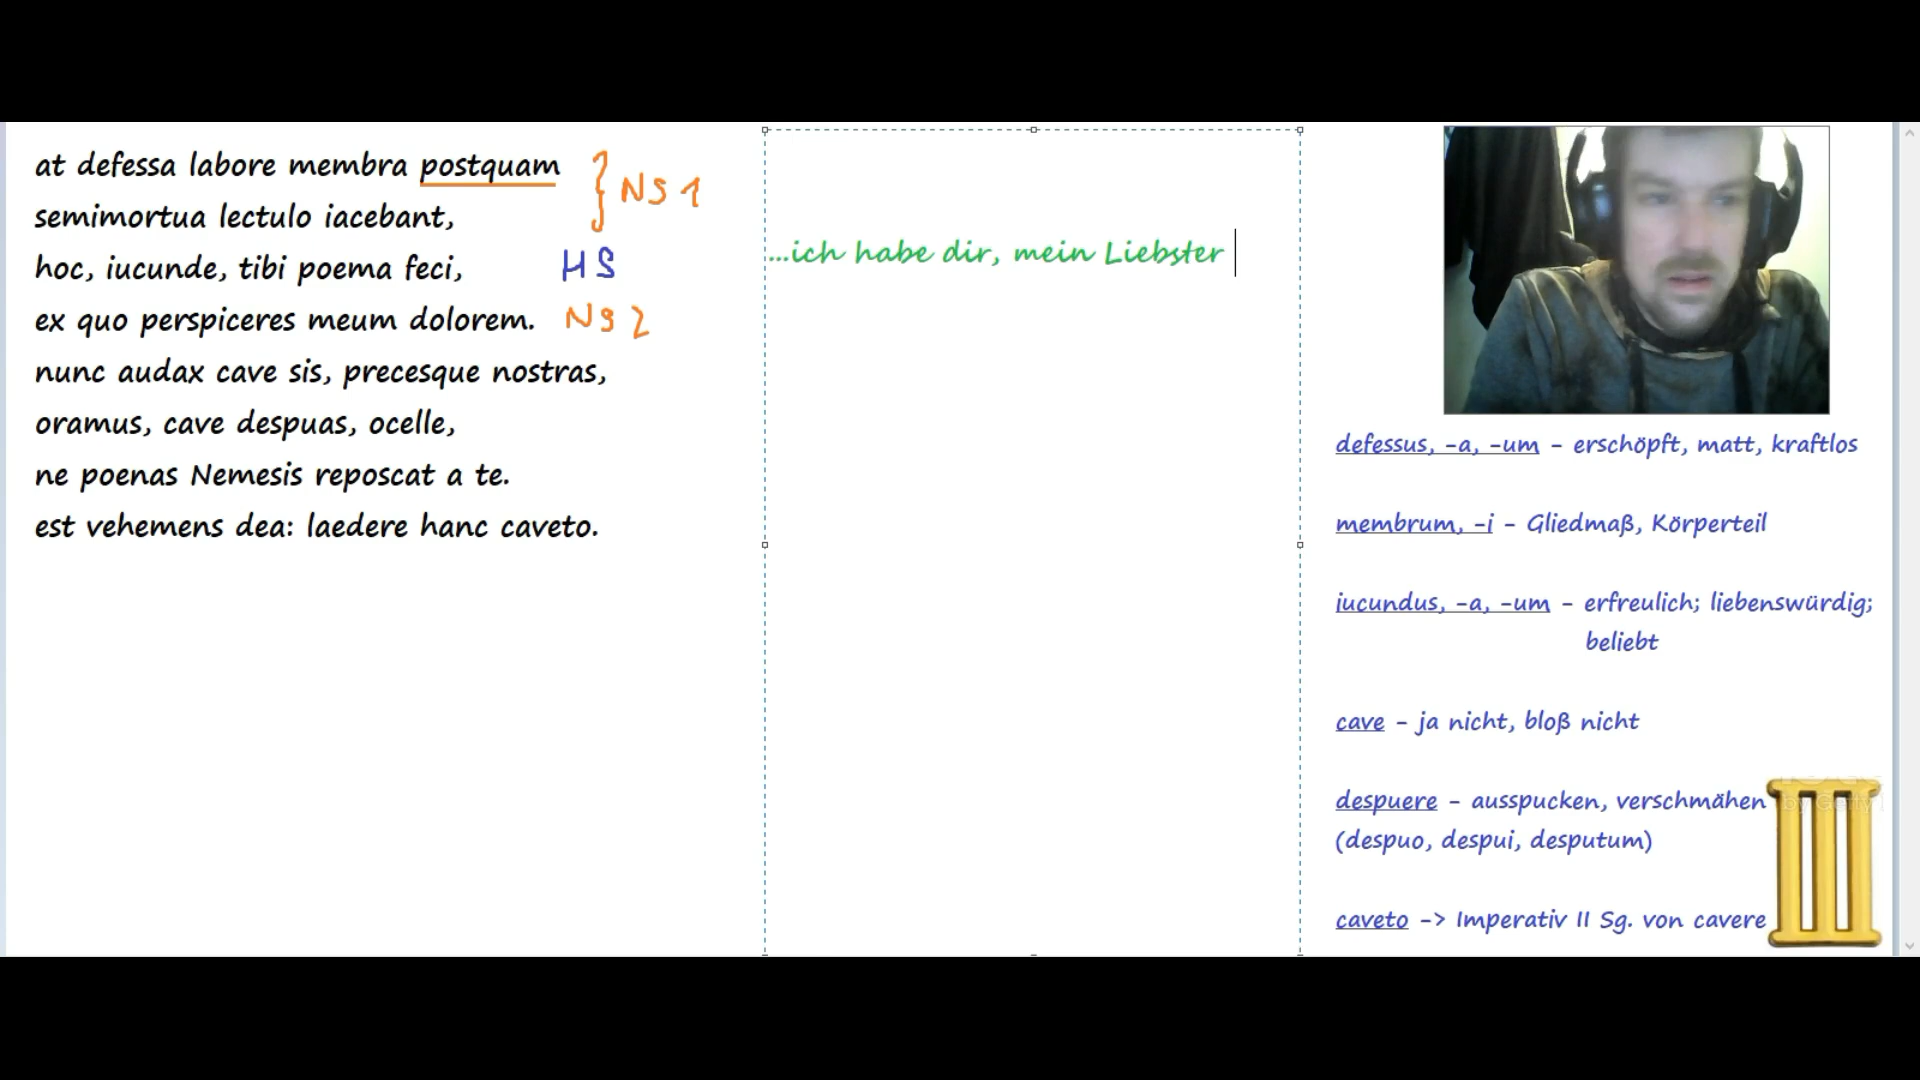 at defessa labore membra postquam
semimortua lectulo iacebant,
hoc, iucunde, tibi poema feci,
ex quo perspiceres meum dolorem.
nunc audax cave sis, precesque nostras,
oramus, cave despuas, ocelle,
ne poenas Nemesis reposcat a te.
est vehemens dea: laedere hanc caveto.
NS 1
HS
NS 2
...ich habe dir, mein Liebster
defessus, -a, -um - erschöpft, matt, kraftlos
membrum, -i - Gliedmaß, Körperteil
iucundus, -a, -um - erfreulich; liebenswürdig;
beliebt
cave - ja nicht, bloß nicht
despuere - ausspucken, verschmähen
(despuo, despui, desputum)
caveto -> Imperativ II Sg. von cavere